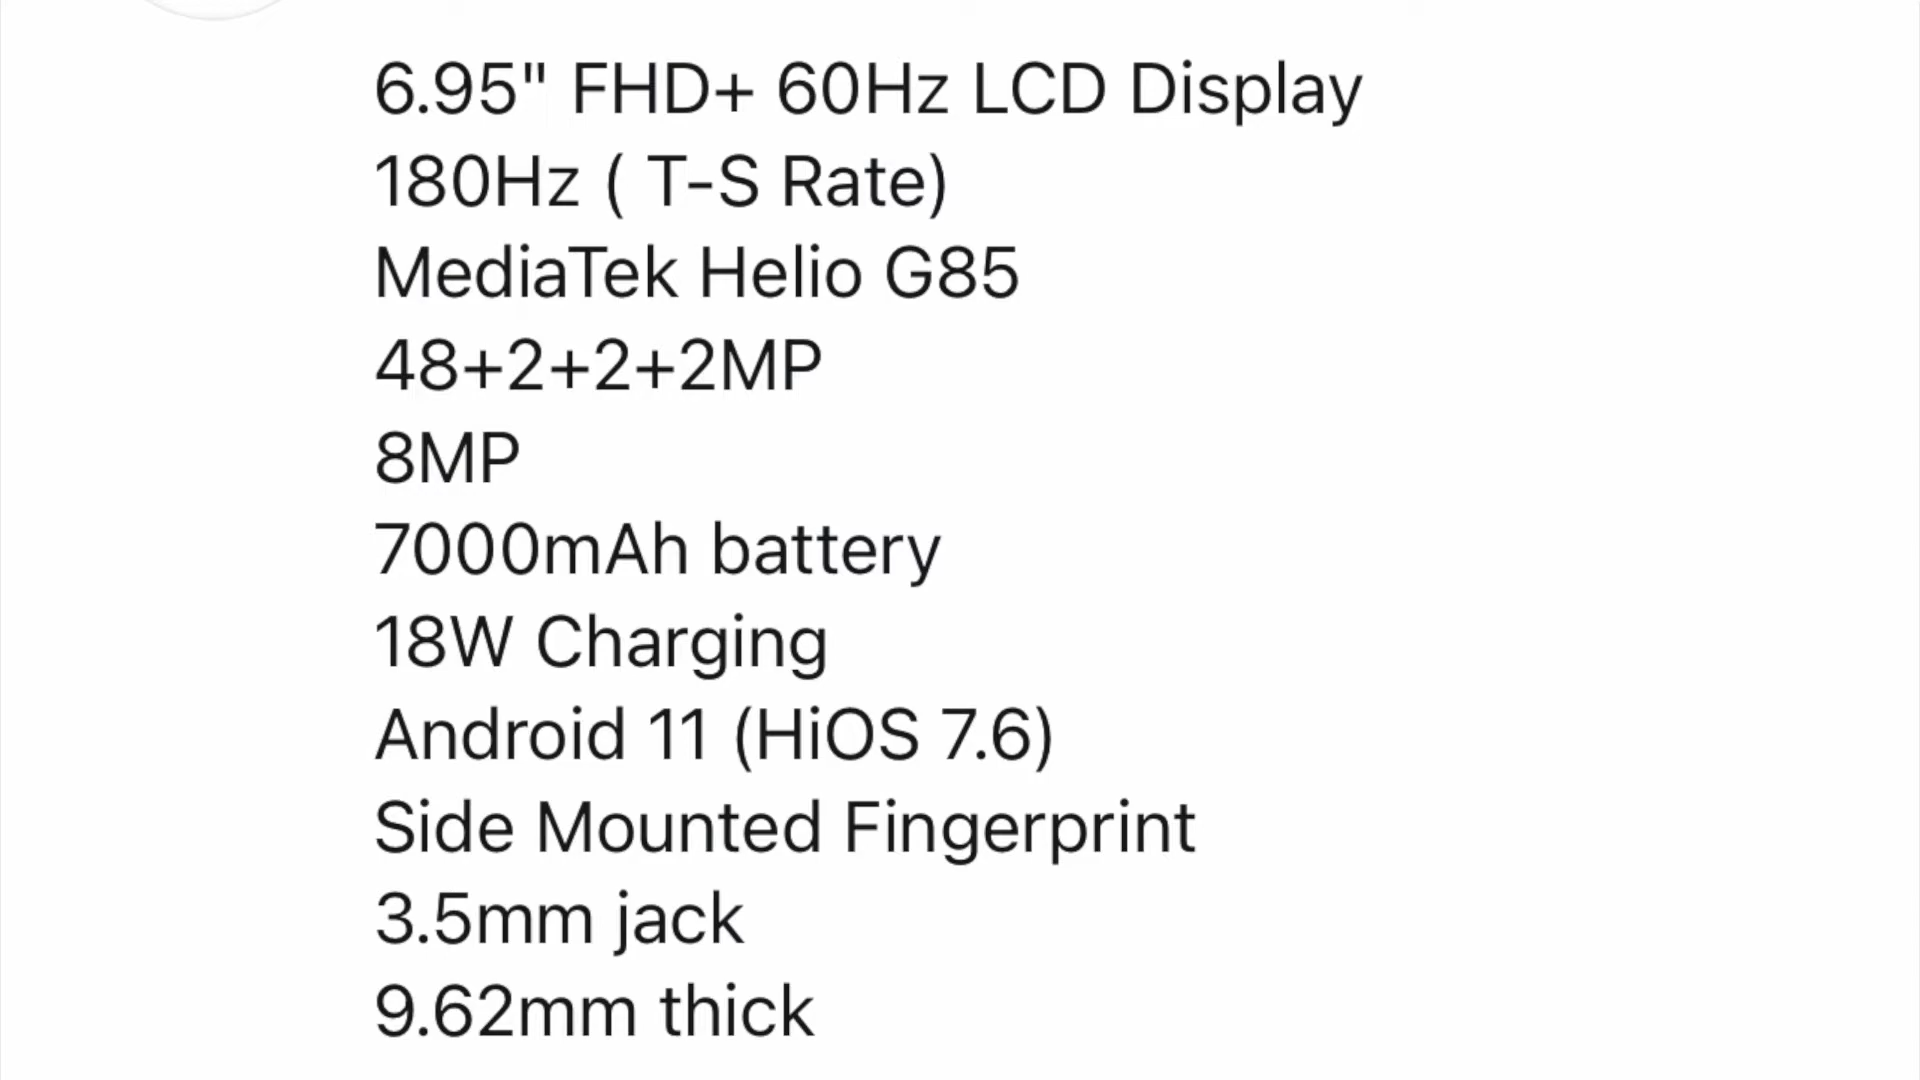 6.95" FHD+ 60Hz LCD Display
180Hz ( T-S Rate)
MediaTek Helio G85
48+2+2+2MP
8MP
7000mAh battery
18W Charging
Android 11 (HiOS 7.6)
Side Mounted Fingerprint
3.5mm jack
9.62mm thick